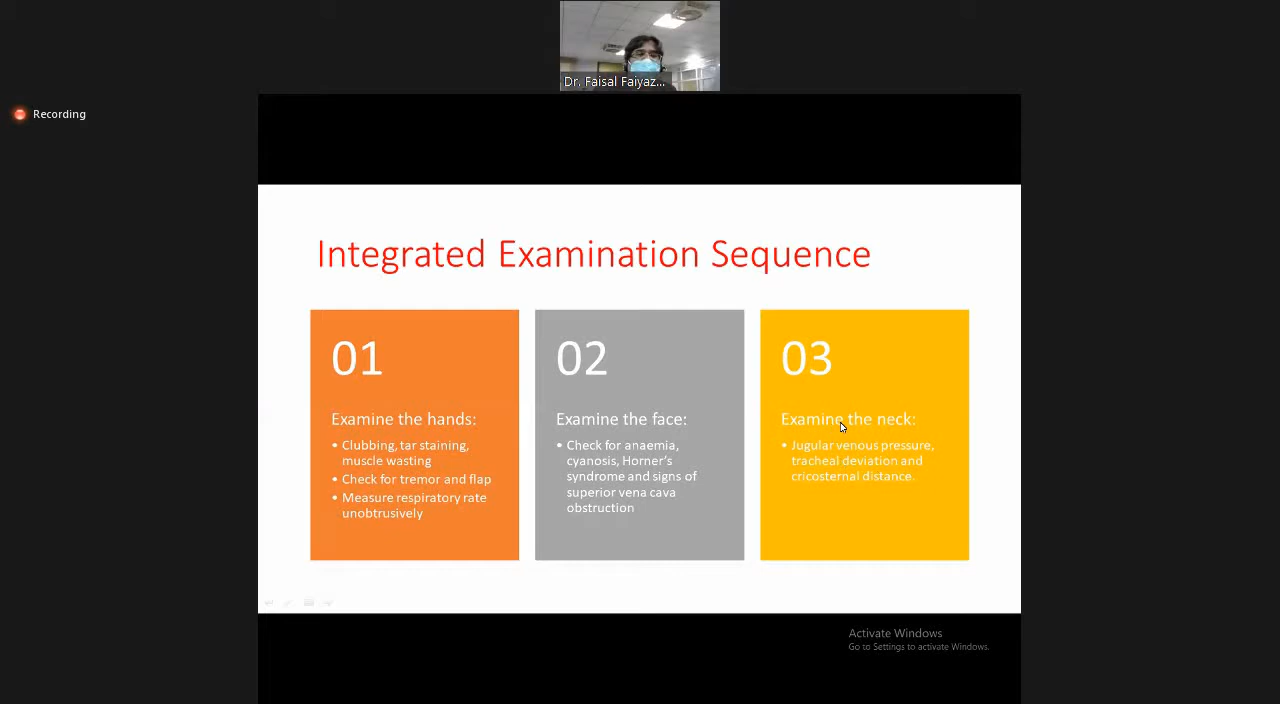 Dr. Faisal Faiyaz...
Recording
Integrated Examination Sequence
01
Examine the hands:
• Clubbing, tar staining,
muscle wasting
• Check for tremor and flap
• Measure respiratory rate
unobtrusively
02
Examine the face:
• Check for anaemia,
cyanosis, Horner's
syndrome and signs of
superior vena cava
obstruction
03
Examine the neck:
• Jugular venous pressure,
tracheal deviation and
cricosternal distance.
Activate Windows
Go to Settings to activate Windows.